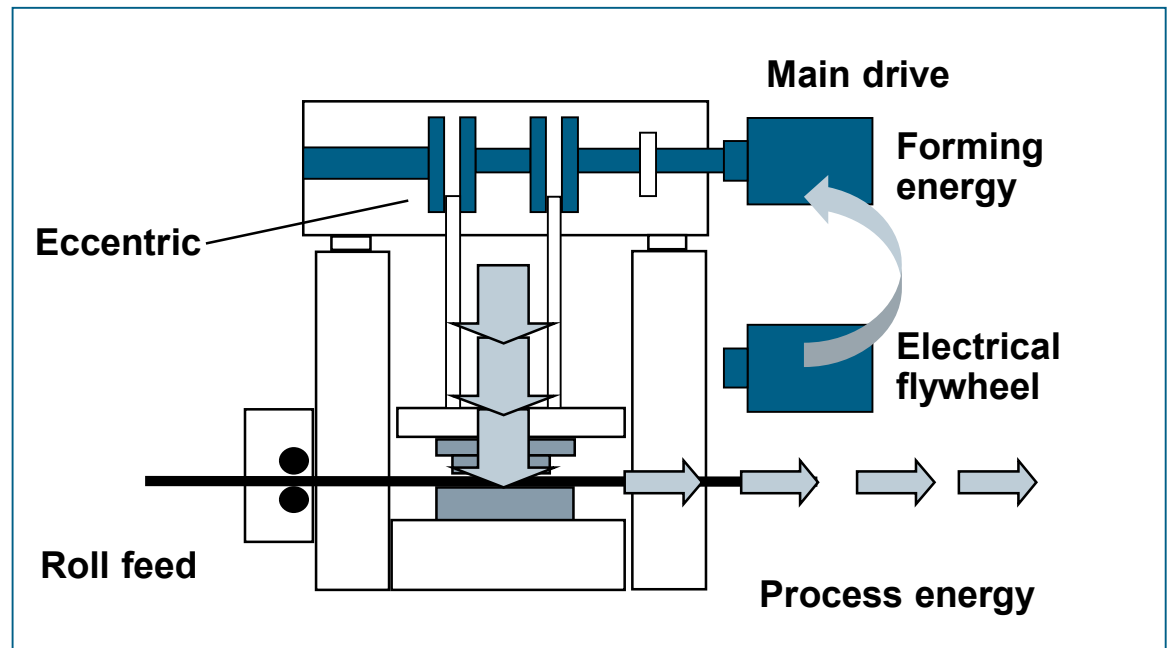 Main drive
Forming
energy
Eccentric
Electrical
flywheel
Roll feed
Process energy